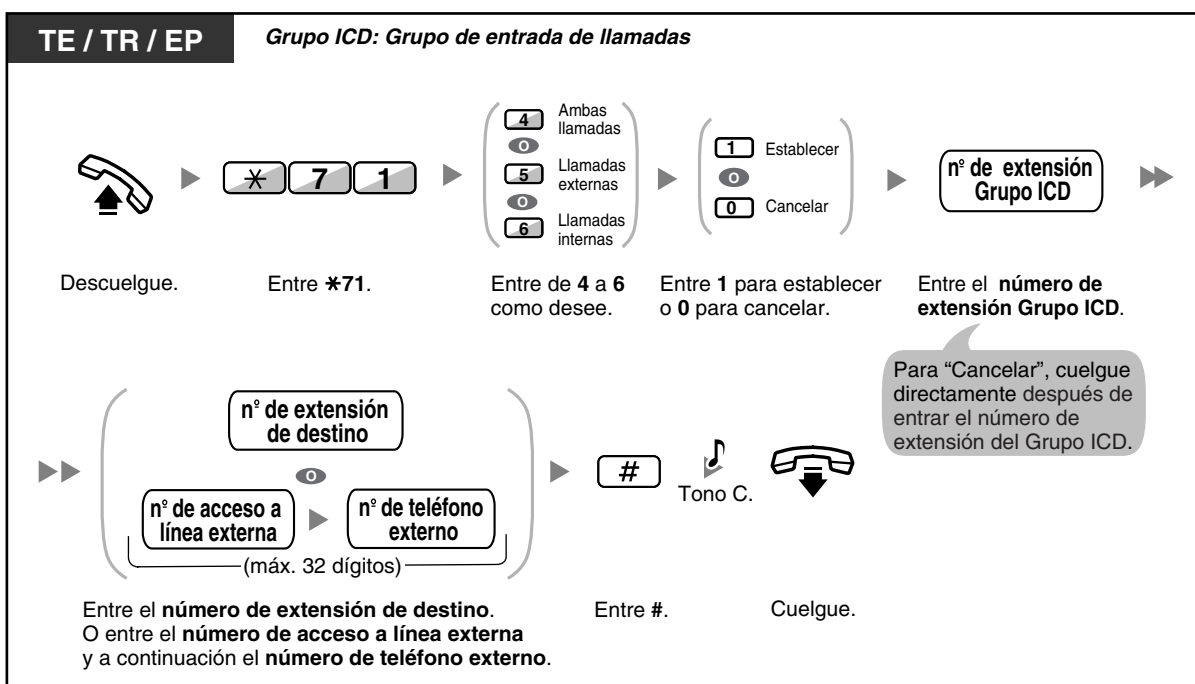 TE / TR / EP
Grupo ICD: Grupo de entrada de llamadas
7 1
4 Ambas llamadas
o
5 Llamadas externas
o
6 Llamadas internas
1 Establecer
o
0 Cancelar
nº de extensión
Grupo ICD
Descuelgue.
Entre *71.
Entre de 4 a 6
como desee.
Entre 1 para establecer
o 0 para cancelar.
Entre el número de
extensión Grupo ICD.
Para “Cancelar”, cuelgue
directamente después de
entrar el número de
extensión del Grupo ICD.
nº de extensión
de destino
o
nº de acceso a
línea externa
nº de teléfono
externo
(máx. 32 dígitos)
#
Tono C.
Entre el número de extensión de destino.
O entre el número de acceso a línea externa
y a continuación el número de teléfono externo.
Entre #.
Cuelgue.